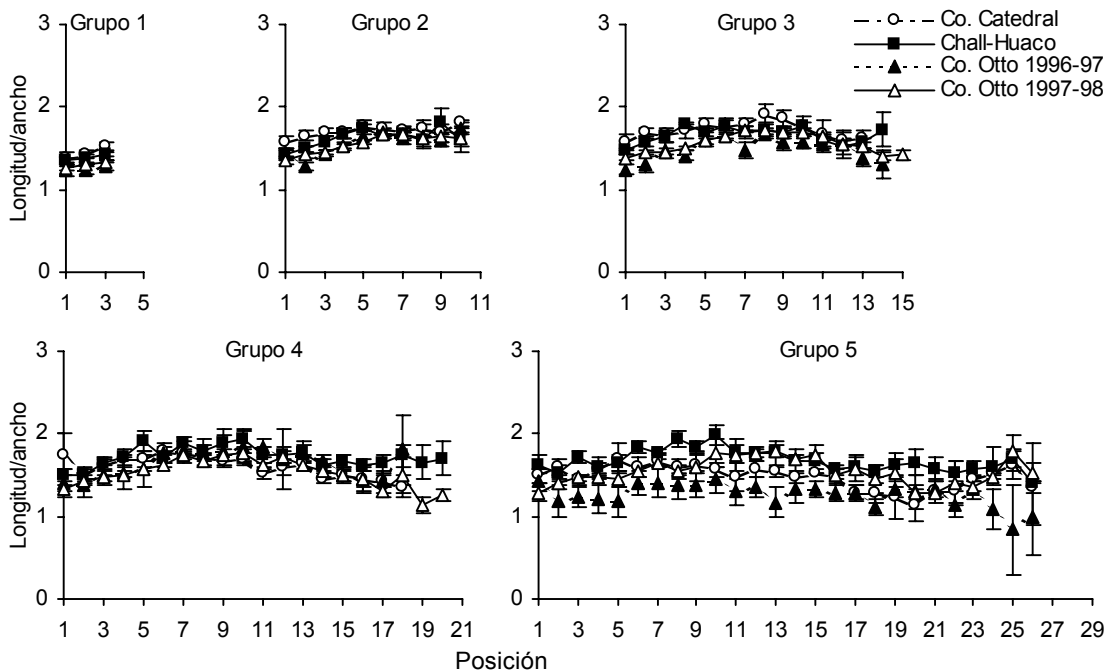 Grupo 1
Grupo 2
Grupo 3
Co. Catedral
Chall-Huaco
Co. Otto 1996-97
Co. Otto 1997-98
Longitud/ancho
3
2
1
0
1 3 5
3
2
1
0
1 3 5 7 9 11
3
2
1
0
1 3 5 7 9 11 13 15
Grupo 4
Grupo 5
Longitud/ancho
3
2
1
0
1 3 5 7 9 11 13 15 17 19 21
3
2
1
0
1 3 5 7 9 11 13 15 17 19 21 23 25 27 29
Posición